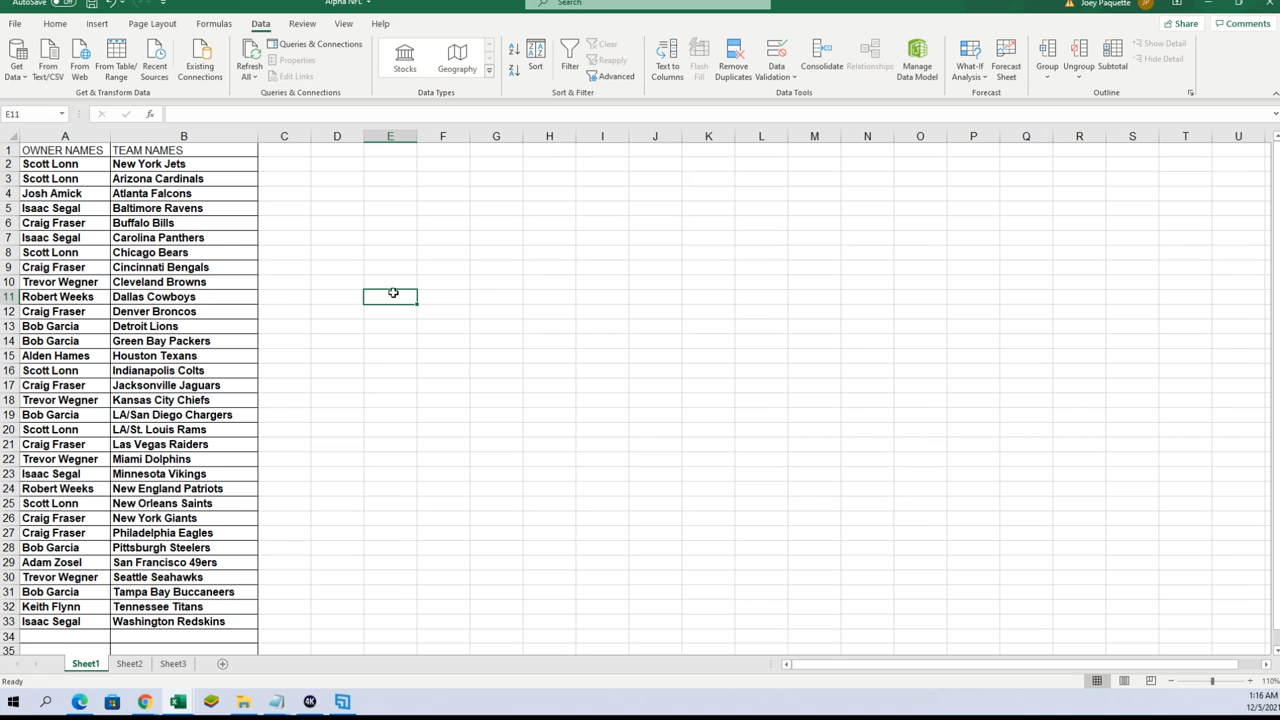 AutoSave Off Alpha NFL Search Joey Paquette JP
File Home Insert Page Layout Formulas Data Review View Help Share Comments
Get Data From Text/CSV From Web From Table/Range Recent Sources Existing Connections
Get & Transform Data
Refresh All Queries & Connections Properties Edit Links
Queries & Connections
Stocks Geography
Data Types
Sort Filter Clear Reapply Advanced
Sort & Filter
Text to Columns Flash Fill Remove Duplicates Data Validation Consolidate Relationships Manage Data Model
Data Tools
What-If Analysis Forecast Sheet
Forecast
Group Ungroup Subtotal Show Detail Hide Detail
Outline
E11 fx
A B C D E F G H I J K L M N O P Q R S T U
1 OWNER NAMES TEAM NAMES
2 Scott Lonn New York Jets
3 Scott Lonn Arizona Cardinals
4 Josh Amick Atlanta Falcons
5 Isaac Segal Baltimore Ravens
6 Craig Fraser Buffalo Bills
7 Isaac Segal Carolina Panthers
8 Scott Lonn Chicago Bears
9 Craig Fraser Cincinnati Bengals
10 Trevor Wegner Cleveland Browns
11 Robert Weeks Dallas Cowboys
12 Craig Fraser Denver Broncos
13 Bob Garcia Detroit Lions
14 Bob Garcia Green Bay Packers
15 Alden Hames Houston Texans
16 Scott Lonn Indianapolis Colts
17 Craig Fraser Jacksonville Jaguars
18 Trevor Wegner Kansas City Chiefs
19 Bob Garcia LA/San Diego Chargers
20 Scott Lonn LA/St. Louis Rams
21 Craig Fraser Las Vegas Raiders
22 Trevor Wegner Miami Dolphins
23 Isaac Segal Minnesota Vikings
24 Robert Weeks New England Patriots
25 Scott Lonn New Orleans Saints
26 Craig Fraser New York Giants
27 Craig Fraser Philadelphia Eagles
28 Bob Garcia Pittsburgh Steelers
29 Adam Zosel San Francisco 49ers
30 Trevor Wegner Seattle Seahawks
31 Bob Garcia Tampa Bay Buccaneers
32 Keith Flynn Tennessee Titans
33 Isaac Segal Washington Redskins
34
35
Sheet1 Sheet2 Sheet3
Ready 110%
4K 1:16 AM
12/5/2021